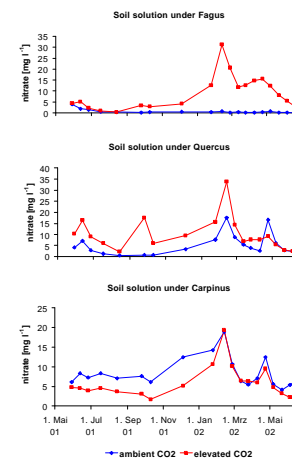 Soil solution under Fagus
nitrate [mg l⁻¹]
35
30
25
20
15
10
5
0
Soil solution under Quercus
nitrate [mg l⁻¹]
40
35
30
25
20
15
10
5
0
Soil solution under Carpinus
nitrate [mg l⁻¹]
25
20
15
10
5
0
1. Mai 1. Jul 1. Sep 1. Nov 1. Jan 1. Mrz 1. Mai
01 01 01 02 02 02 02
ambient CO2 elevated CO2